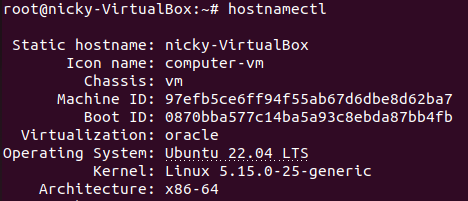 root@nicky-VirtualBox:~# hostnamectl
Static hostname: nicky-VirtualBox
Icon name: computer-vm
Chassis: vm
Machine ID: 97efb5ce6ff94f55ab67d6dbe8d62ba7
Boot ID: 0870bba577c14ba5a93c8ebda87bb4fb
Virtualization: oracle
Operating System: Ubuntu 22.04 LTS
Kernel: Linux 5.15.0-25-generic
Architecture: x86-64